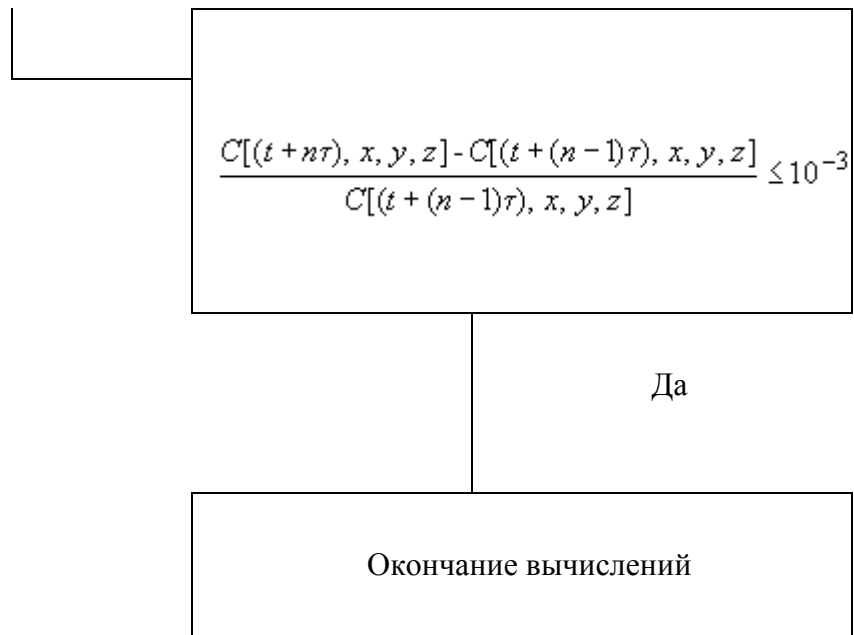 C[(t + nτ), x, y, z] - C[(t + (n − 1)τ), x, y, z]
C[(t + (n − 1)τ), x, y, z]
≤ 10⁻³
Да
Окончание вычислений